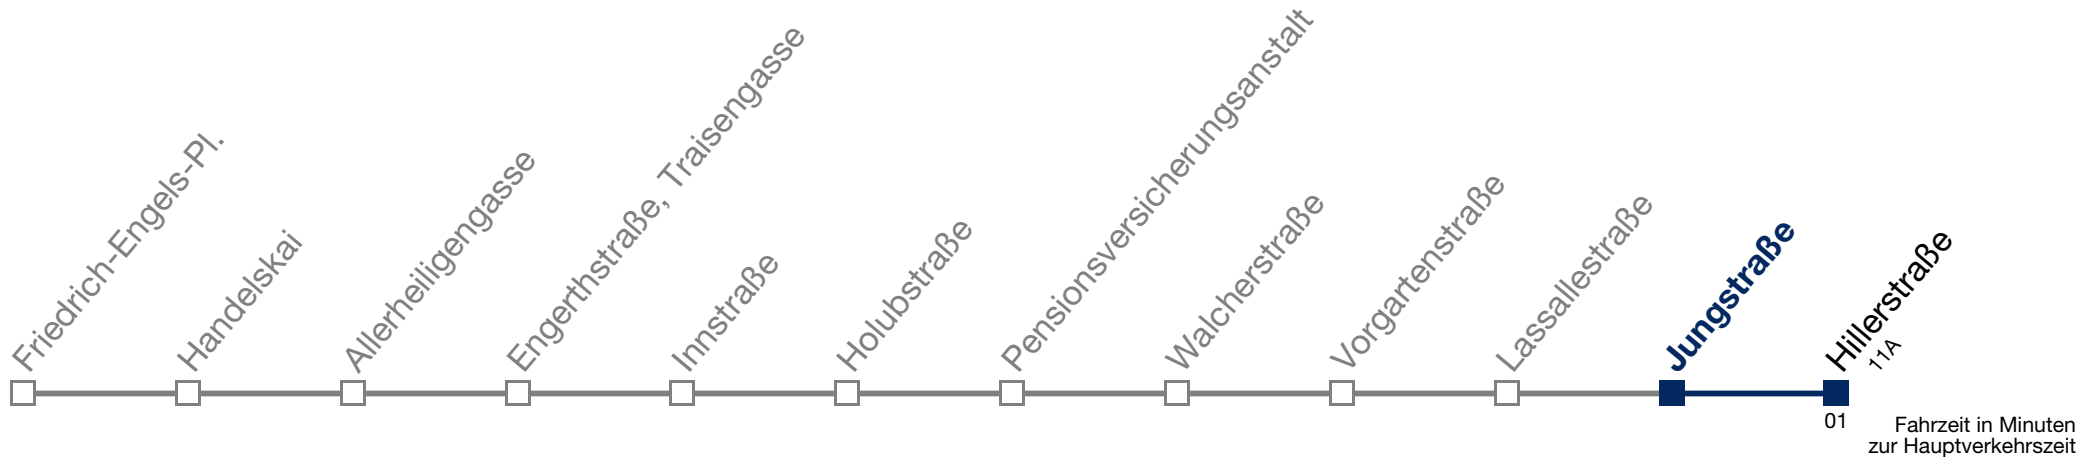 Friedrich-Engels-Pl.
Handelskai
Allerheiligengasse
Engerthstraße, Traisengasse
Innstraße
Holubstraße
Pensionsversicherungsanstalt
Walcherstraße
Vorgartenstraße
Lassallestraße
Jungstraße
Hillerstraße
11A
01
Fahrzeit in Minuten
zur Hauptverkehrszeit